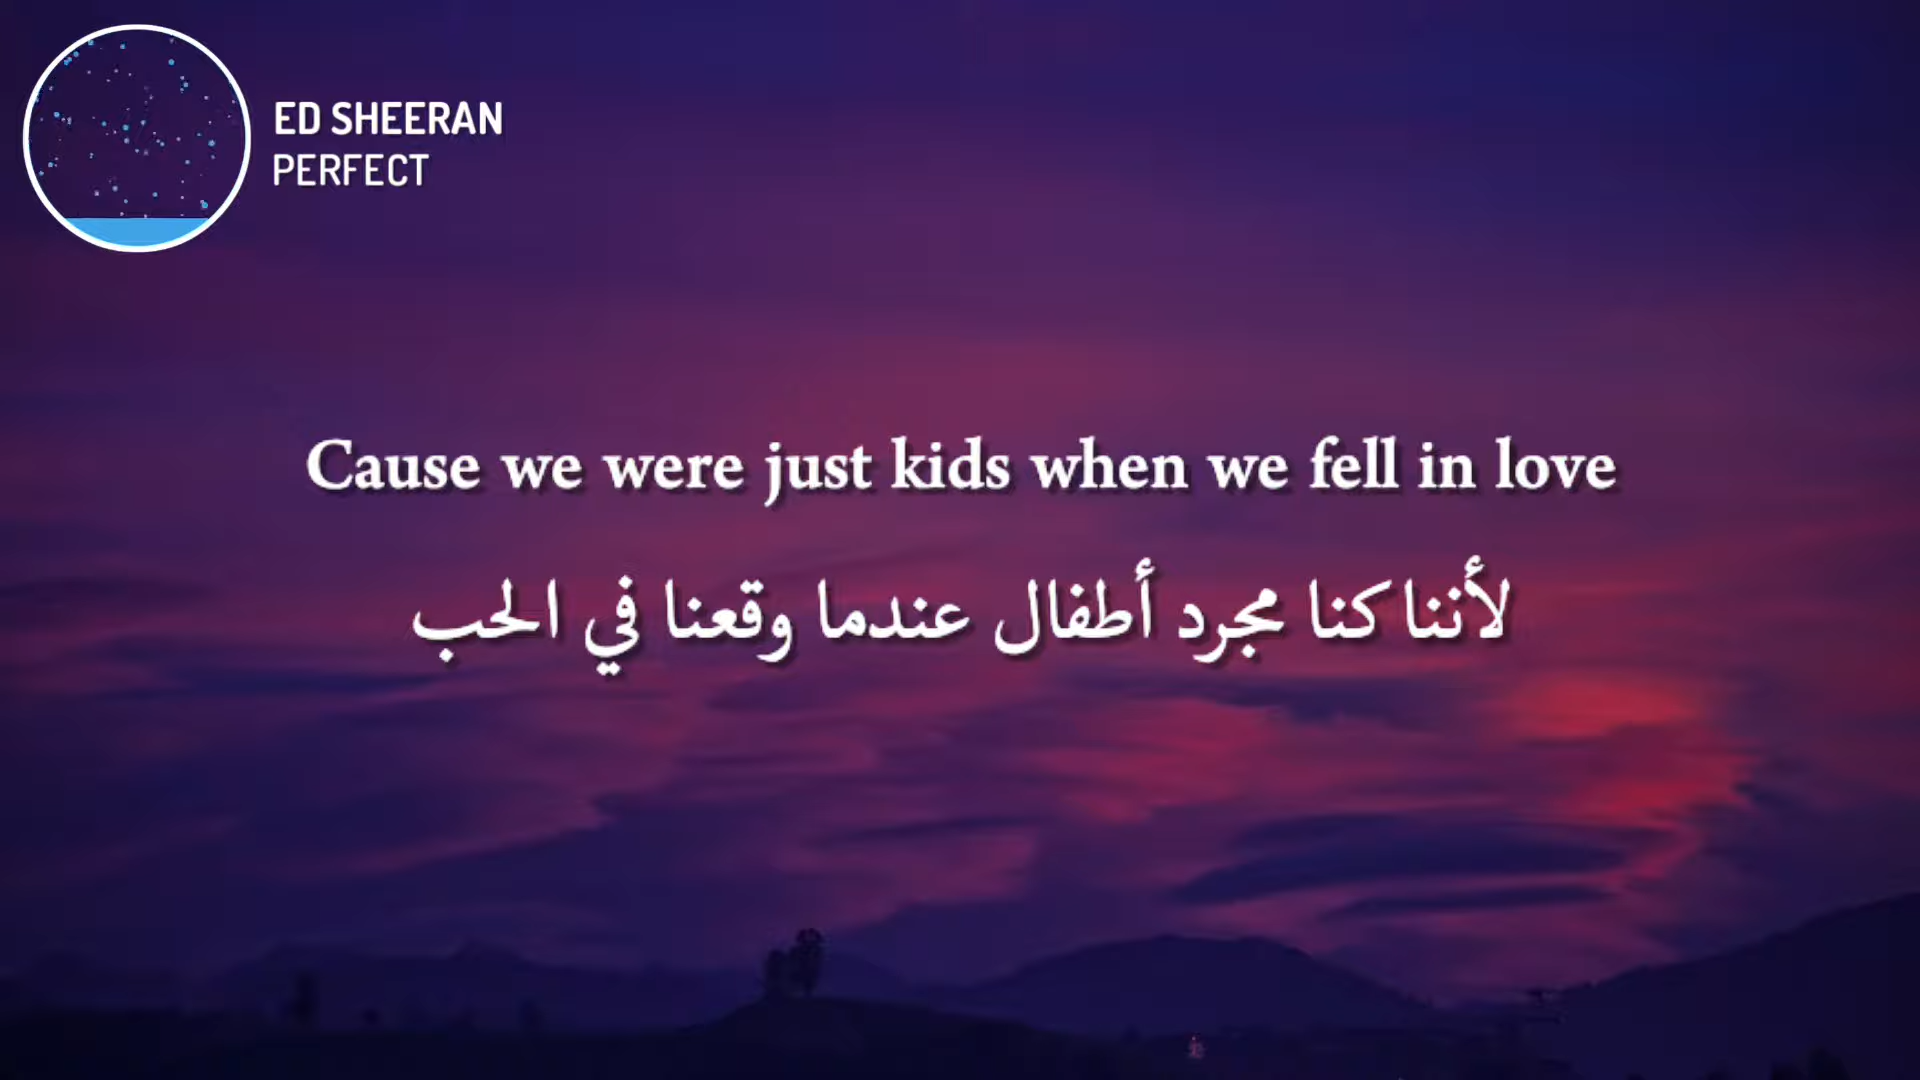 ED SHEERAN
PERFECT
Cause we were just kids when we fell in love
لأننا كنا مجرد أطفال عندما وقعنا في الحب